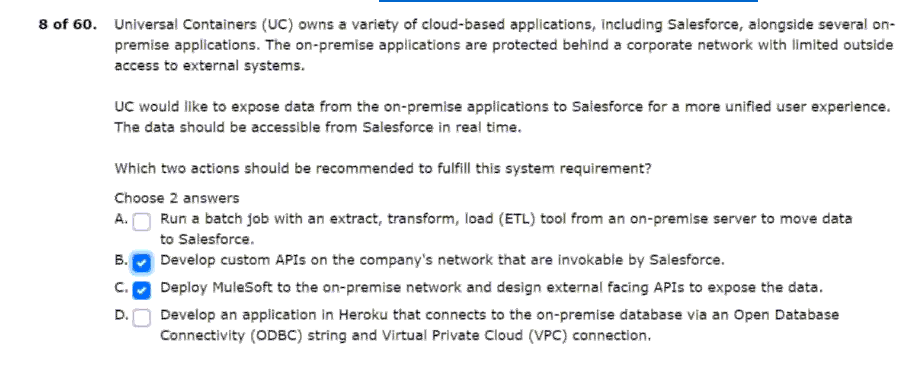 8 of 60. Universal Containers (UC) owns a variety of cloud-based applications, including Salesforce, alongside several on-
premise applications. The on-premise applications are protected behind a corporate network with limited outside
access to external systems.
UC would like to expose data from the on-premise applications to Salesforce for a more unified user experience.
The data should be accessible from Salesforce in real time.
Which two actions should be recommended to fulfill this system requirement?
Choose 2 answers
A. Run a batch job with an extract, transform, load (ETL) tool from an on-premise server to move data
to Salesforce.
B. Develop custom APIs on the company's network that are invokable by Salesforce.
C. Deploy MuleSoft to the on-premise network and design external facing APIs to expose the data.
D. Develop an application in Heroku that connects to the on-premise database via an Open Database
Connectivity (ODBC) string and Virtual Private Cloud (VPC) connection.